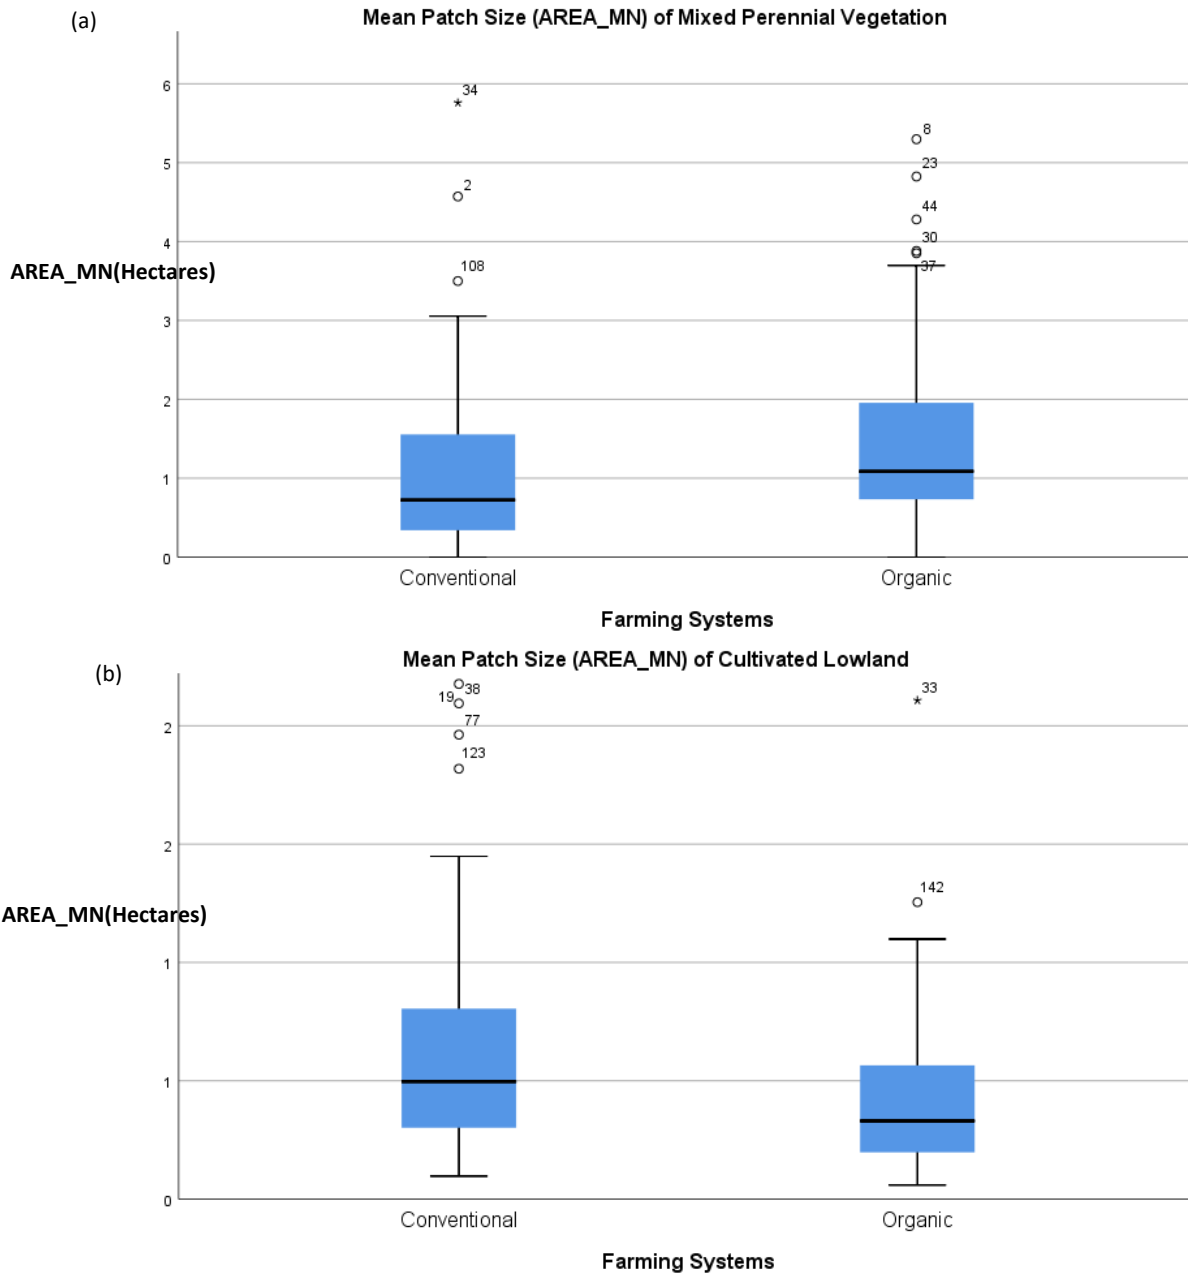 (a)
Mean Patch Size (AREA_MN) of Mixed Perennial Vegetation
6
34
8
5
23
2
44
4
30
AREA_MN(Hectares)
108
37
3
2
1
0
Conventional
Organic
Farming Systems
(b)
Mean Patch Size (AREA_MN) of Cultivated Lowland
19
38
33
2
77
123
2
142
AREA_MN(Hectares)
1
1
0
Conventional
Organic
Farming Systems